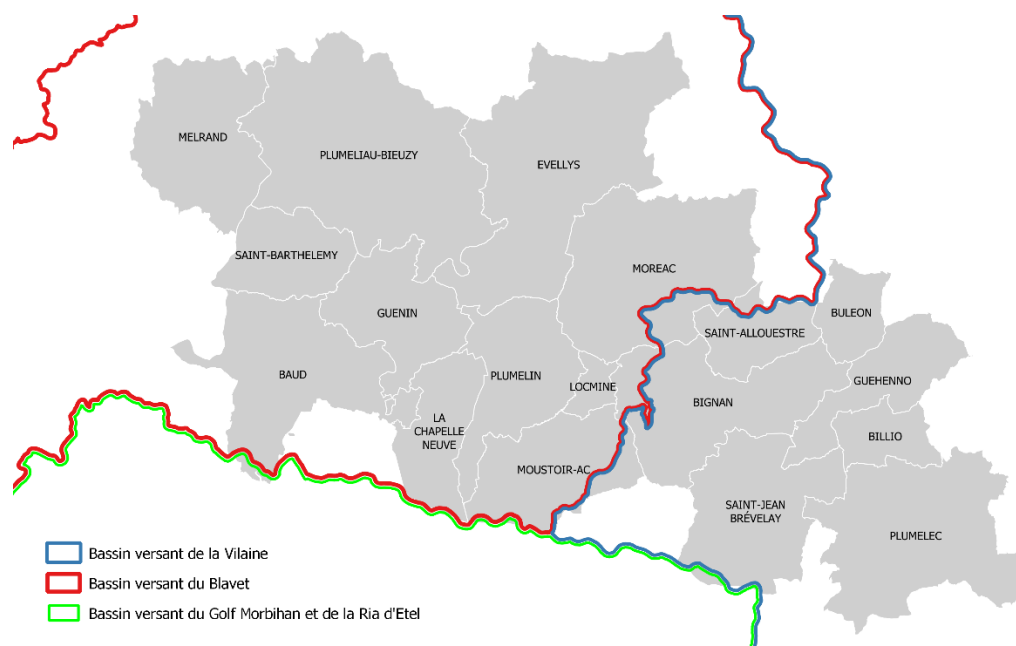 MELRAND
PLUMELIAU-BIEUZY
EVELLYS
SAINT-BARTHELEMY
MOREAC
GUENIN
SAINT-ALLOUESTRE
BULEON
BAUD
PLUMELIN
LOCMINE
GUEHENNO
BIGNAN
LA
CHAPELLE
NEUVE
BILLIO
MOUSTOIR-AC
SAINT-JEAN
BRÉVELAY
PLUMELEC
Bassin versant de la Vilaine
Bassin versant du Blavet
Bassin versant du Golf Morbihan et de la Ria d'Etel